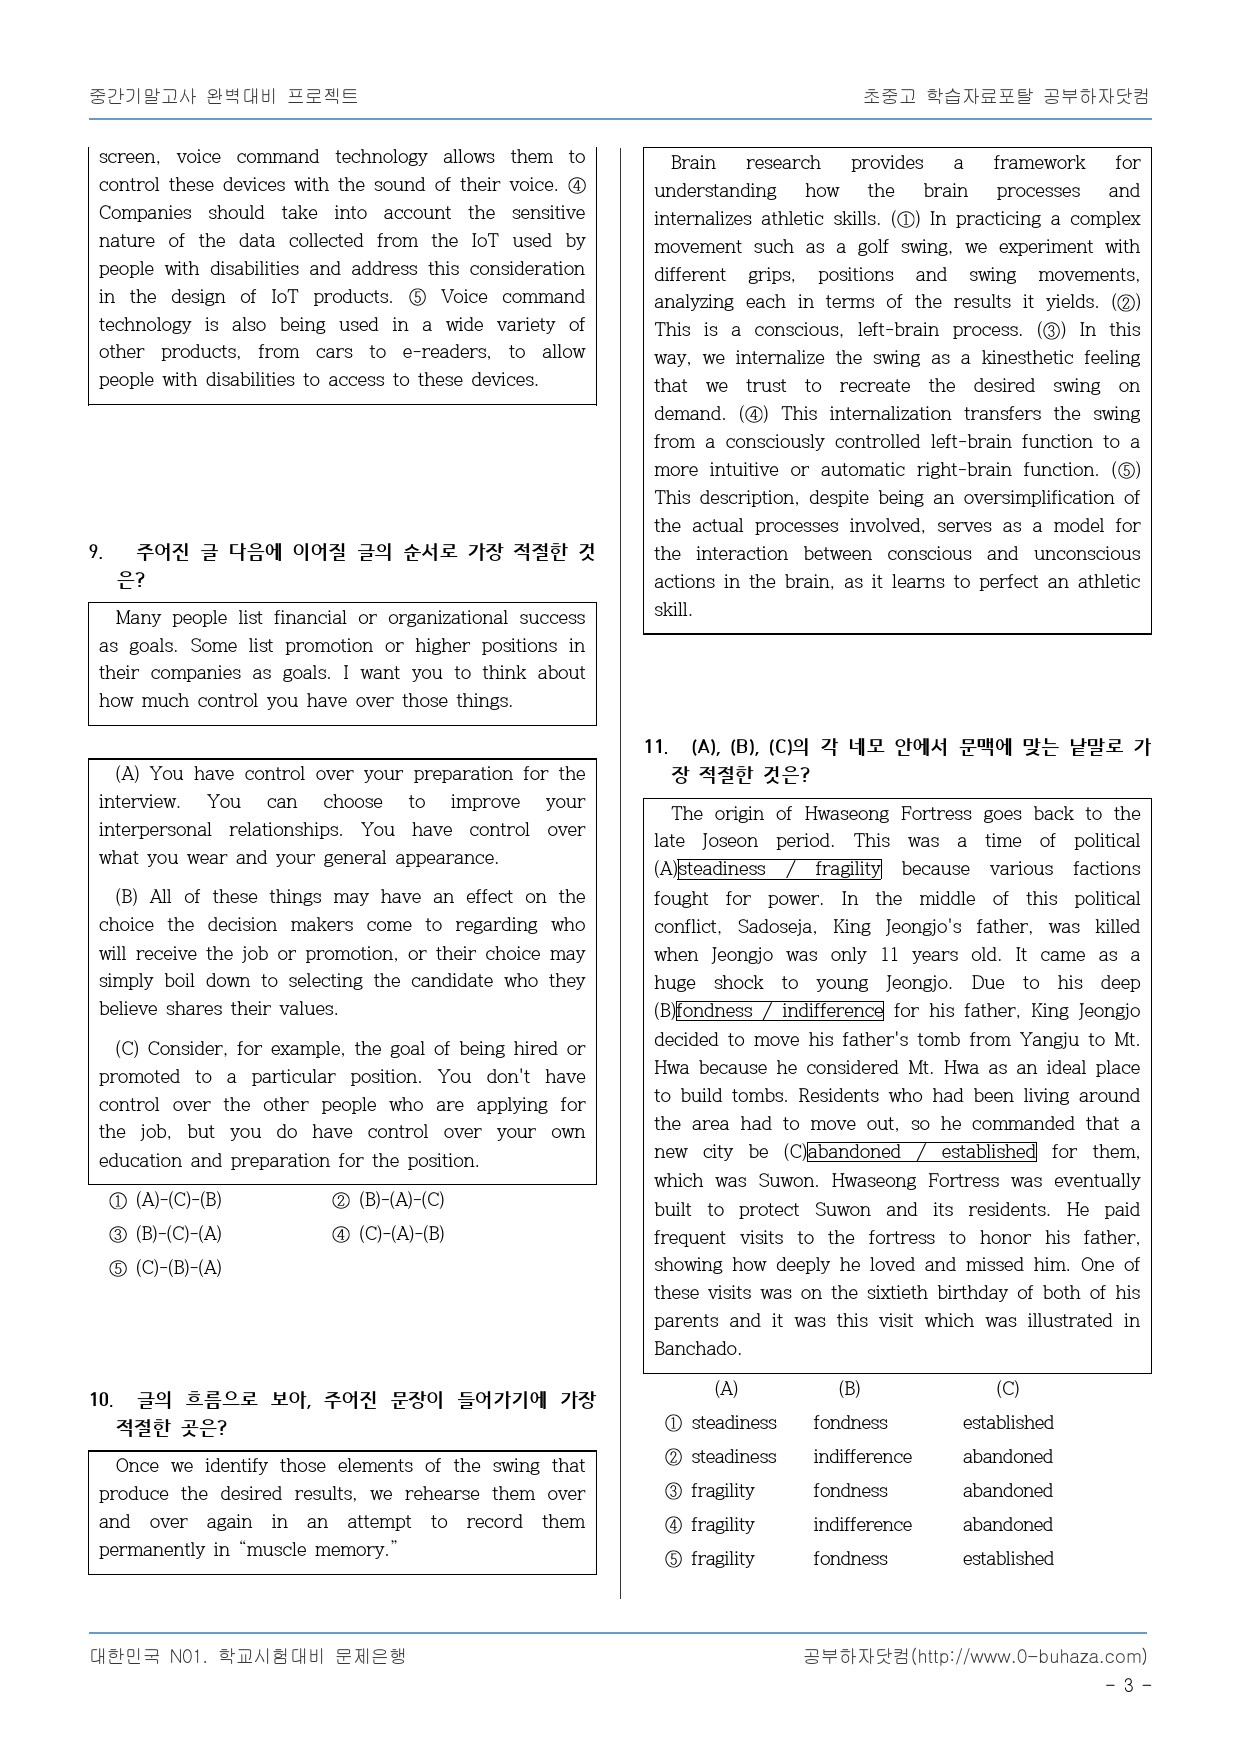 중간기말고사 완벽대비 프로젝트
초중고 학습자료포탈 공부하자닷컴
screen, voice command technology allows them to
control these devices with the sound of their voice. ④
Companies should take into account the sensitive
nature of the data collected from the IoT used by
people with disabilities and address this consideration
in the design of IoT products. ⑤ Voice command
technology is also being used in a wide variety of
other products, from cars to e-readers, to allow
people with disabilities to access to these devices.
9. 주어진 글 다음에 이어질 글의 순서로 가장 적절한 것
은?
Many people list financial or organizational success
as goals. Some list promotion or higher positions in
their companies as goals. I want you to think about
how much control you have over those things.
(A) You have control over your preparation for the
interview. You can choose to improve your
interpersonal relationships. You have control over
what you wear and your general appearance.
(B) All of these things may have an effect on the
choice the decision makers come to regarding who
will receive the job or promotion, or their choice may
simply boil down to selecting the candidate who they
believe shares their values.
(C) Consider, for example, the goal of being hired or
promoted to a particular position. You don't have
control over the other people who are applying for
the job, but you do have control over your own
education and preparation for the position.
① (A)-(C)-(B) ② (B)-(A)-(C)
③ (B)-(C)-(A) ④ (C)-(A)-(B)
⑤ (C)-(B)-(A)
10. 글의 흐름으로 보아, 주어진 문장이 들어가기에 가장
적절한 곳은?
Once we identify those elements of the swing that
produce the desired results, we rehearse them over
and over again in an attempt to record them
permanently in “muscle memory.”
Brain research provides a framework for
understanding how the brain processes and
internalizes athletic skills. (①) In practicing a complex
movement such as a golf swing, we experiment with
different grips, positions and swing movements,
analyzing each in terms of the results it yields. (②)
This is a conscious, left-brain process. (③) In this
way, we internalize the swing as a kinesthetic feeling
that we trust to recreate the desired swing on
demand. (④) This internalization transfers the swing
from a consciously controlled left-brain function to a
more intuitive or automatic right-brain function. (⑤)
This description, despite being an oversimplification of
the actual processes involved, serves as a model for
the interaction between conscious and unconscious
actions in the brain, as it learns to perfect an athletic
skill.
11. (A), (B), (C)의 각 네모 안에서 문맥에 맞는 낱말로 가
장 적절한 것은?
The origin of Hwaseong Fortress goes back to the
late Joseon period. This was a time of political
(A)steadiness / fragility because various factions
fought for power. In the middle of this political
conflict, Sadoseja, King Jeongjo's father, was killed
when Jeongjo was only 11 years old. It came as a
huge shock to young Jeongjo. Due to his deep
(B)fondness / indifference for his father, King Jeongjo
decided to move his father's tomb from Yangju to Mt.
Hwa because he considered Mt. Hwa as an ideal place
to build tombs. Residents who had been living around
the area had to move out, so he commanded that a
new city be (C)abandoned / established for them,
which was Suwon. Hwaseong Fortress was eventually
built to protect Suwon and its residents. He paid
frequent visits to the fortress to honor his father,
showing how deeply he loved and missed him. One of
these visits was on the sixtieth birthday of both of his
parents and it was this visit which was illustrated in
Banchado.
(A) (B) (C)
① steadiness fondness established
② steadiness indifference abandoned
③ fragility fondness abandoned
④ fragility indifference abandoned
⑤ fragility fondness established
대한민국 N01. 학교시험대비 문제은행
공부하자닷컴(http://www.0-buhaza.com)
- 3 -